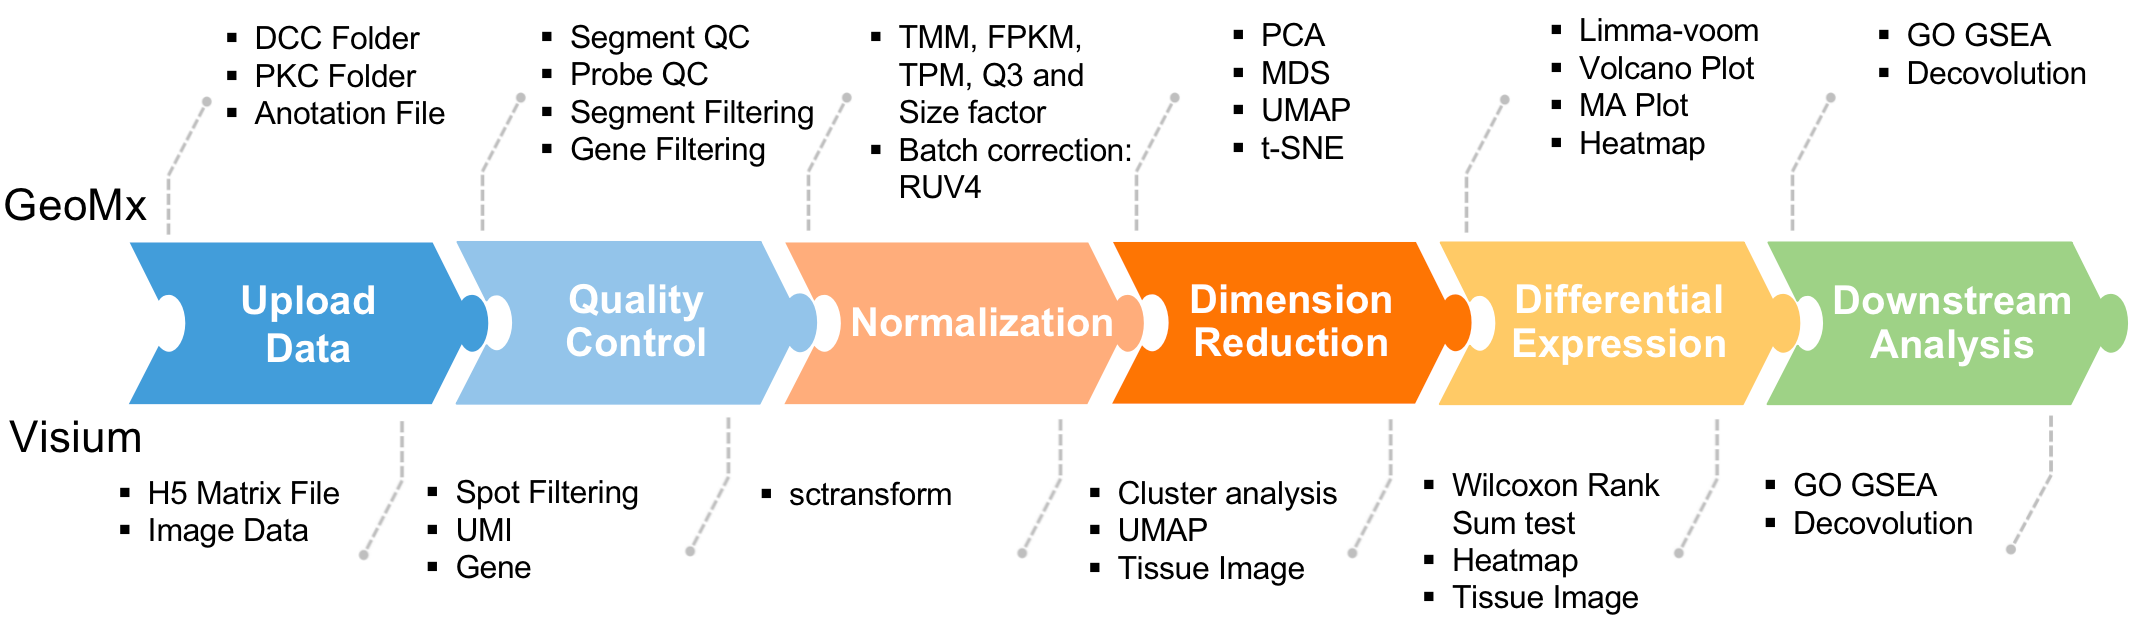 DCC Folder
PKC Folder
Anotation File
Segment QC
Probe QC
Segment Filtering
Gene Filtering
TMM, FPKM,
TPM, Q3 and
Size factor
Batch correction:
RUV4
PCA
MDS
UMAP
t-SNE
Limma-voom
Volcano Plot
MA Plot
Heatmap
GO GSEA
Decovolution
GeoMx
Upload
Data
Quality
Control
Normalization
Dimension
Reduction
Differential
Expression
Downstream
Analysis
Visium
H5 Matrix File
Image Data
Spot Filtering
UMI
Gene
sctransform
Cluster analysis
UMAP
Tissue Image
Wilcoxon Rank
Sum test
Heatmap
Tissue Image
GO GSEA
Decovolution